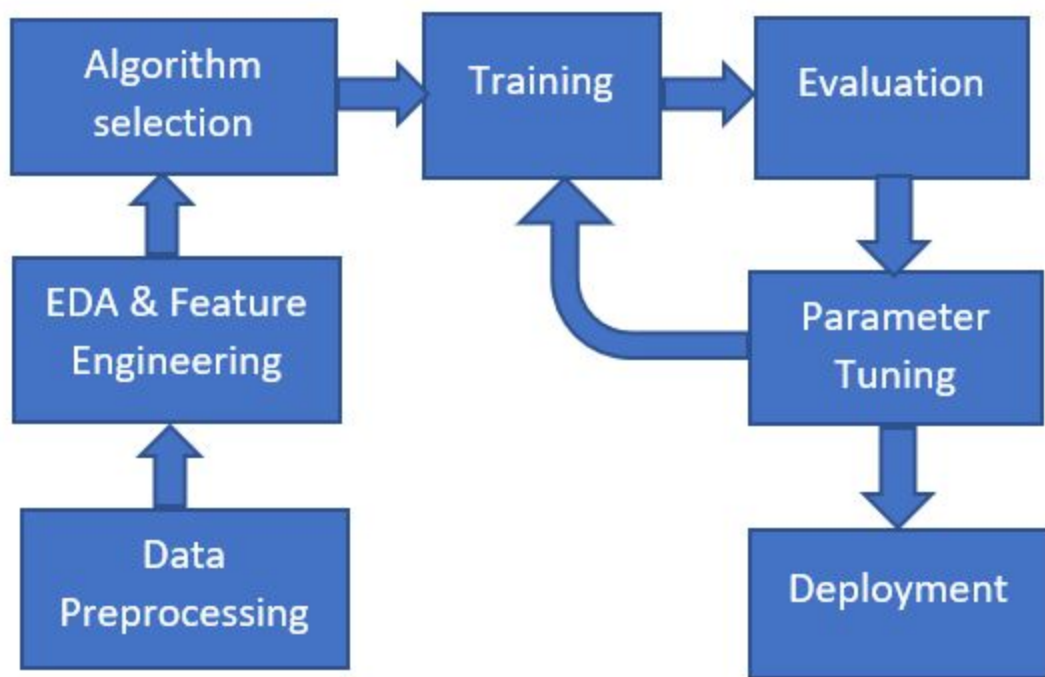 Algorithm
selection
Training
Evaluation
EDA & Feature
Engineering
Parameter
Tuning
Data
Preprocessing
Deployment